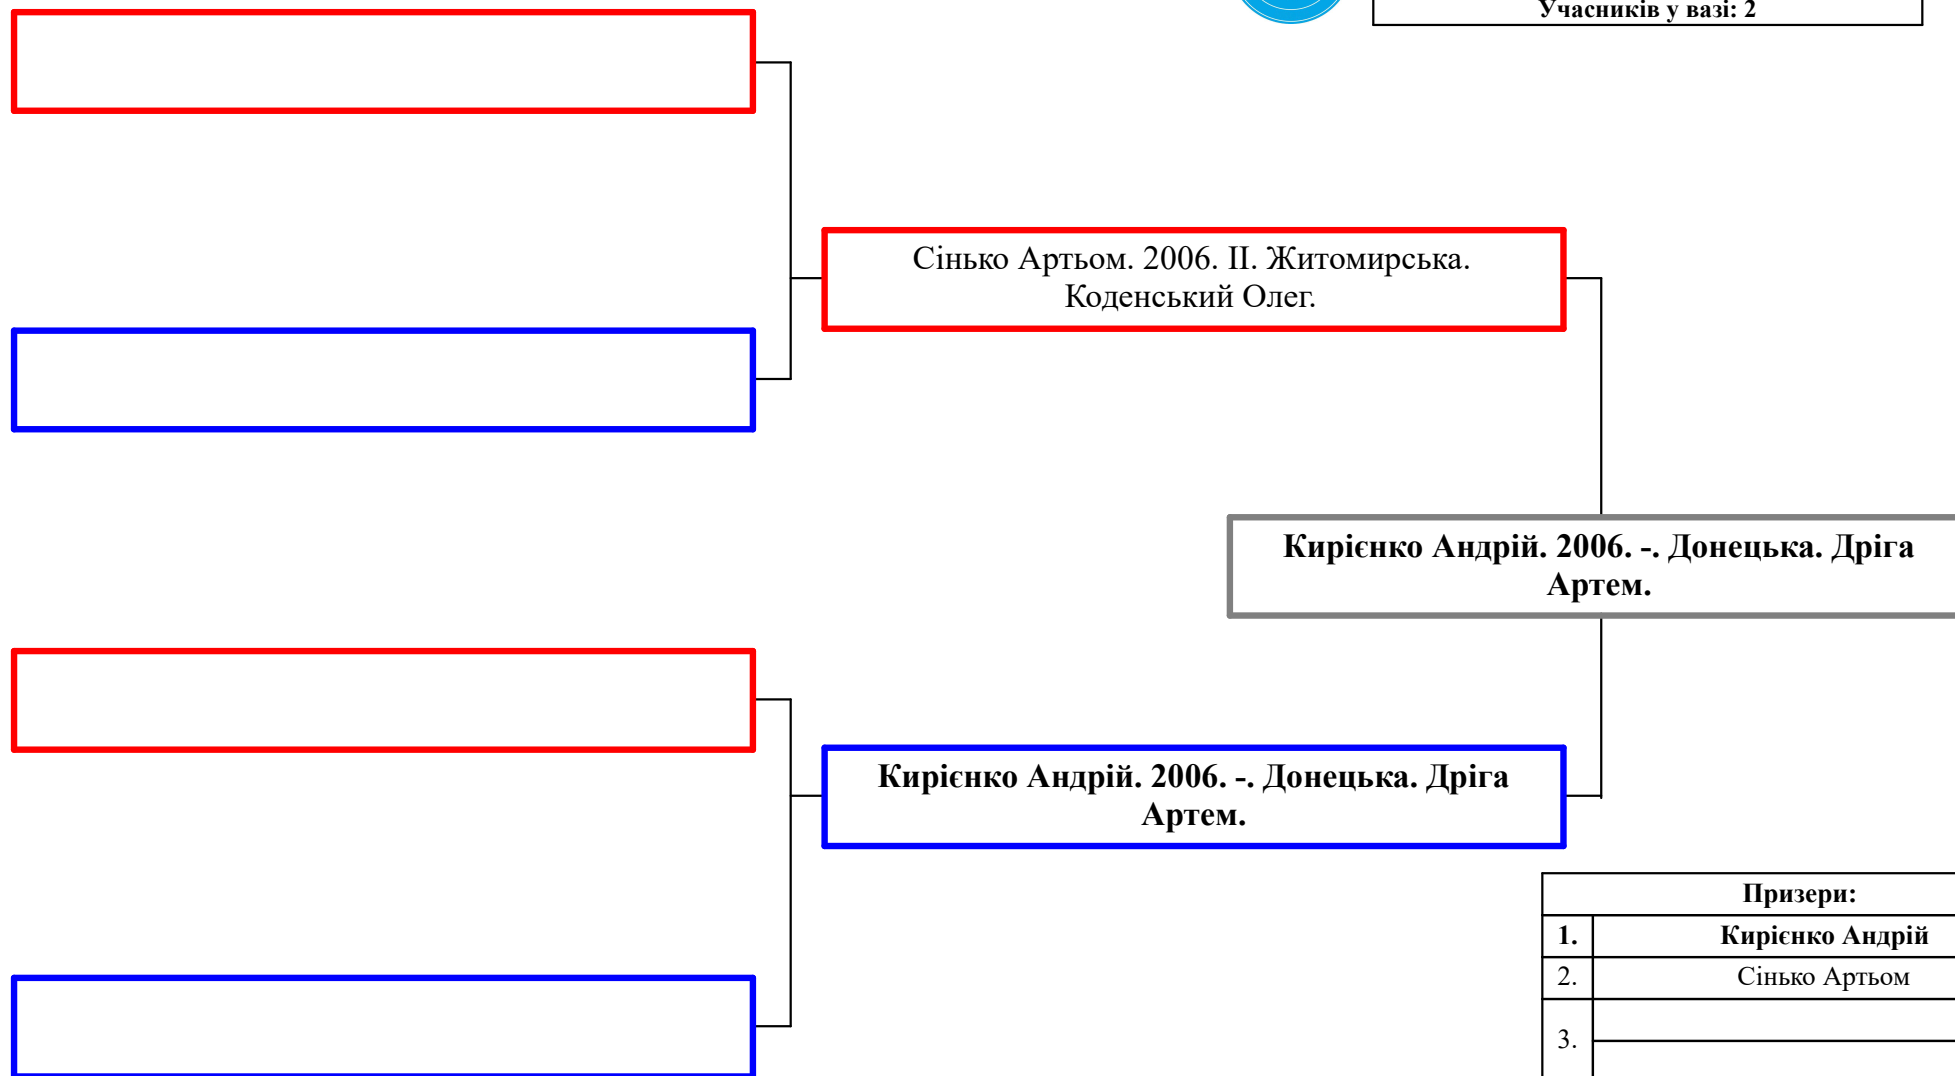 Учасників у вазі: 2
Сінько Артьом. 2006. II. Житомирська.
Коденський Олег.
Кирієнко Андрій. 2006. -. Донецька. Дріга
Артем.
Кирієнко Андрій. 2006. -. Донецька. Дріга
Артем.
Призери:
1. Кирієнко Андрій
2. Сінько Артьом
3.